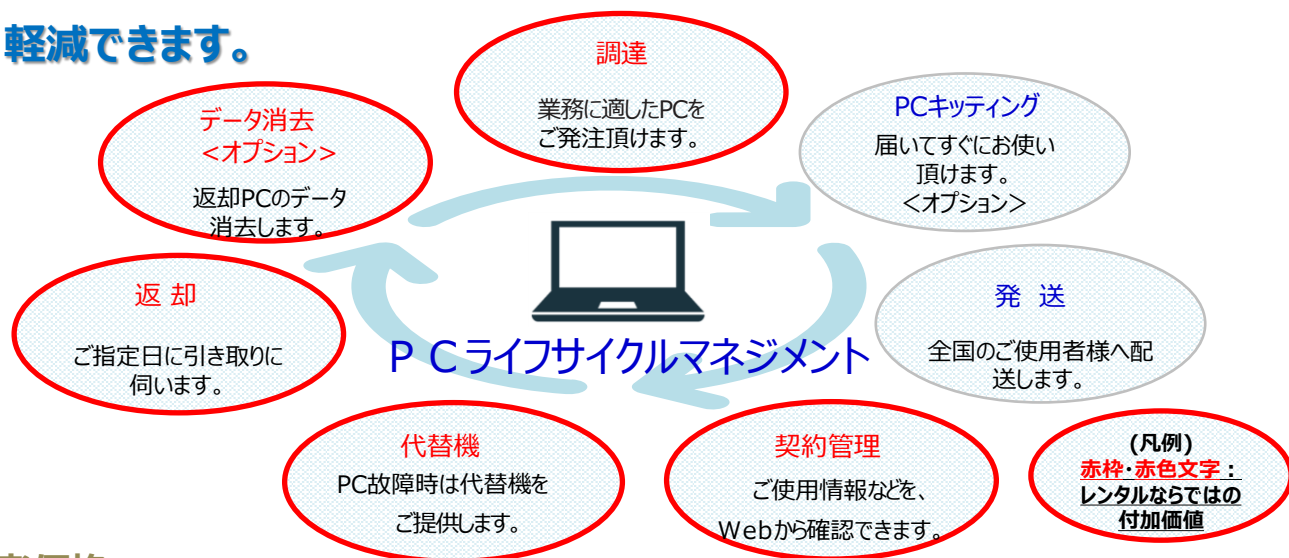 軽減できます。
調達
業務に適したPCを
ご発注頂けます。
PCキッティング
届いてすぐにお使い
頂けます。
<オプション>
発 送
全国のご使用者様へ配
送します。
契約管理
ご使用情報などを、
Webから確認できます。
代替機
PC故障時は代替機を
ご提供します。
返 却
ご指定日に引き取りに
伺います。
データ消去
<オプション>
返却PCのデータ
消去します。
PCライフサイクルマネジメント
(凡例)
赤枠・赤色文字：
レンタルならではの
付加価値